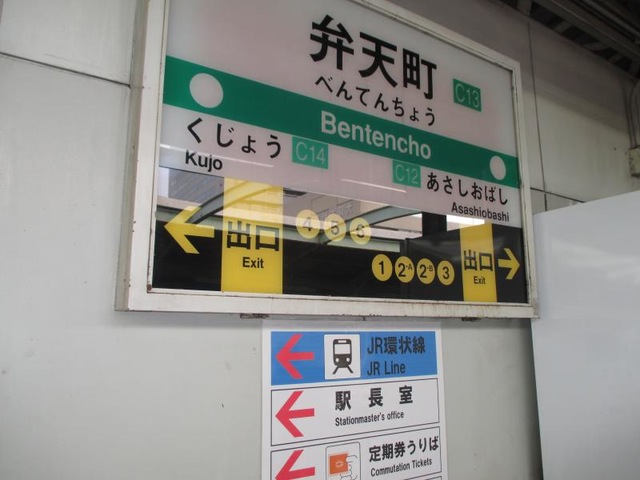 弁天町
べんてんちょう
C13
Bentencho
くじょう C14
Kujo
C12 あさしおばし
Asashiobashi
出口 4 5 6
Exit
1 2-A 2-B 3 出口
Exit
JR環状線
JR Line
駅長室
Stationmaster's office
定期券うりば
Commutation Tickets